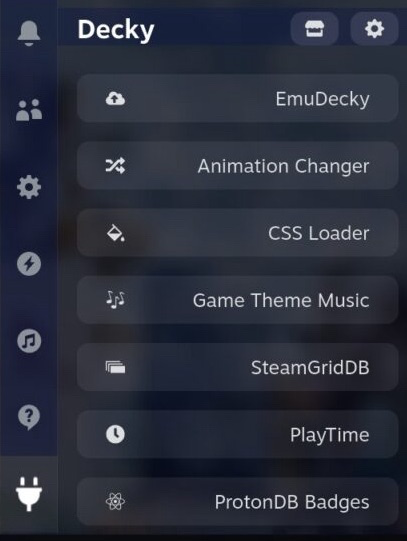 Decky
EmuDecky
Animation Changer
CSS Loader
Game Theme Music
SteamGridDB
PlayTime
ProtonDB Badges